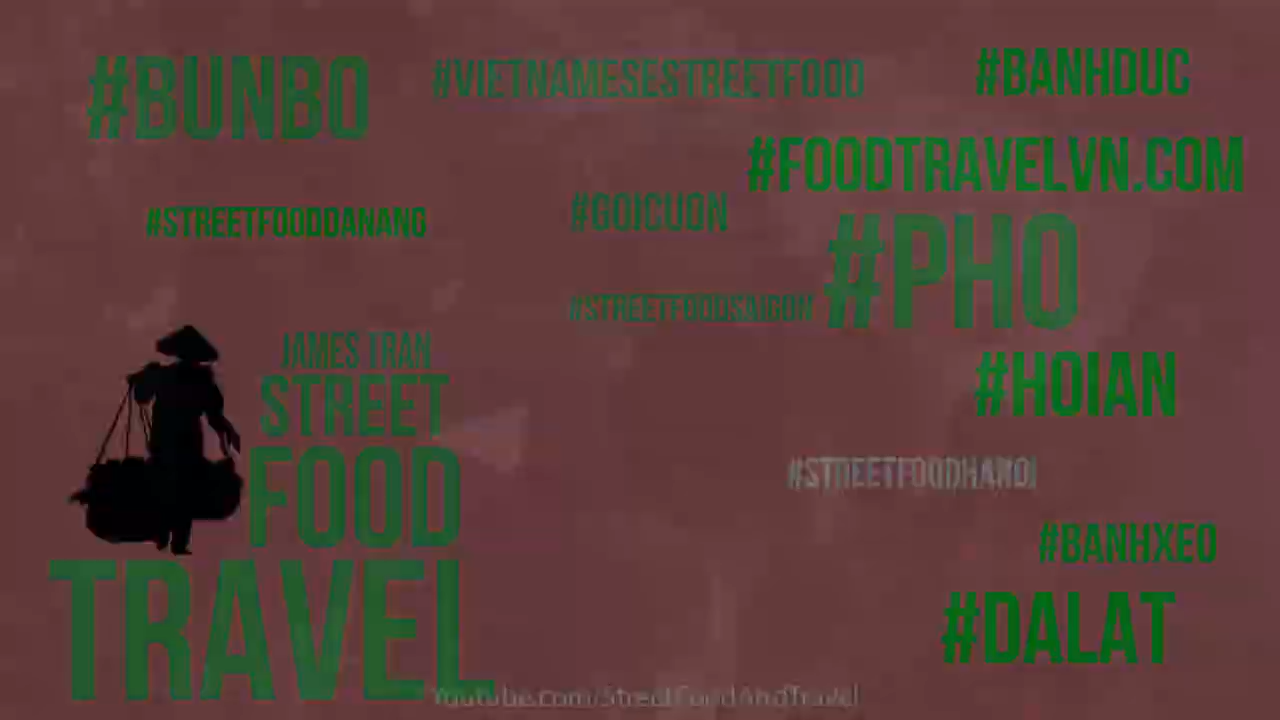 #BUNBO
#VIETNAMESESTREETFOOD
#BANHDUC
#FOODTRAVELVN.COM
#STREETFOODDANANG
#GOICUON
#PHO
#STREETFOODSAIGON
JAMES TRAN
STREET
FOOD
TRAVEL
#HOIAN
#STREETFOODHANOI
#BANHXEO
#DALAT
Youtube.com/StreetFoodAndTravel